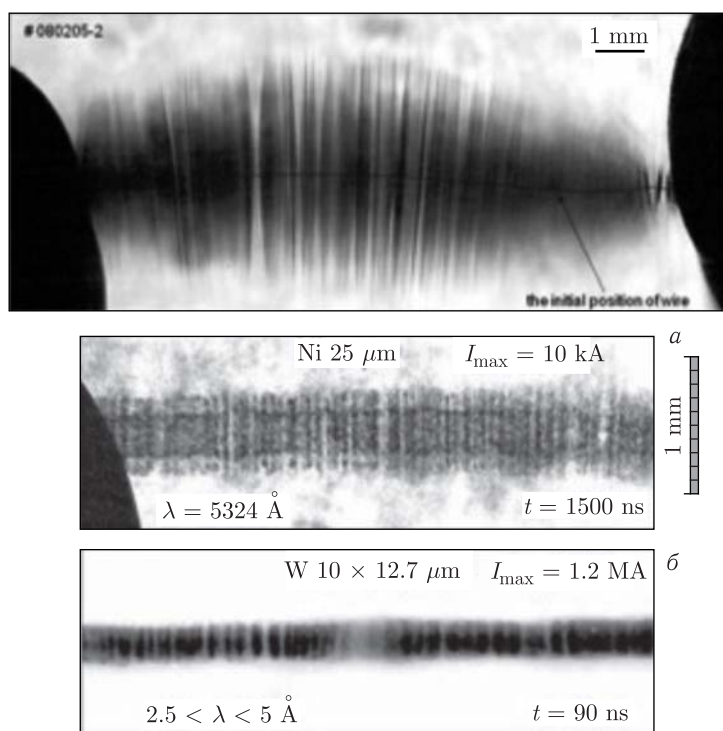 # 080205-2
1 mm
the initial position of wire
а
Ni 25 μm
I_max = 10 kA
1 mm
λ = 5324 Å
t = 1500 ns
б
W 10 × 12.7 μm
I_max = 1.2 MA
2.5 < λ < 5 Å
t = 90 ns